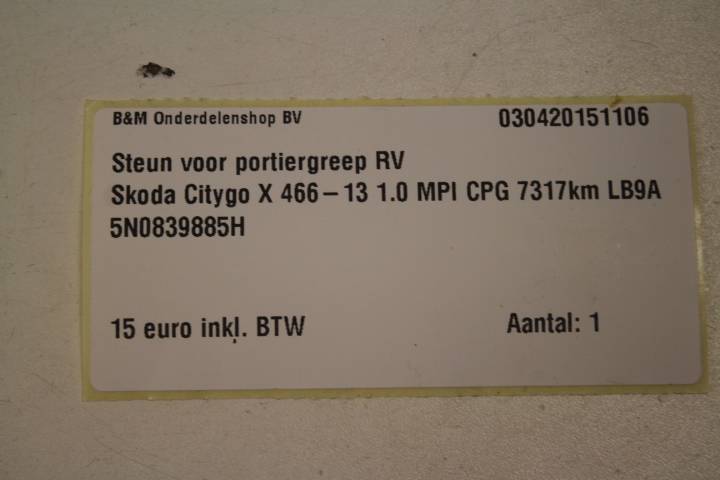 B&M Onderdelenshop BV 030420151106
Steun voor portiergreep RV
Skoda Citygo X 466-13 1.0 MPI CPG 7317km LB9A
5N0839885H
15 euro inkl. BTW Aantal: 1